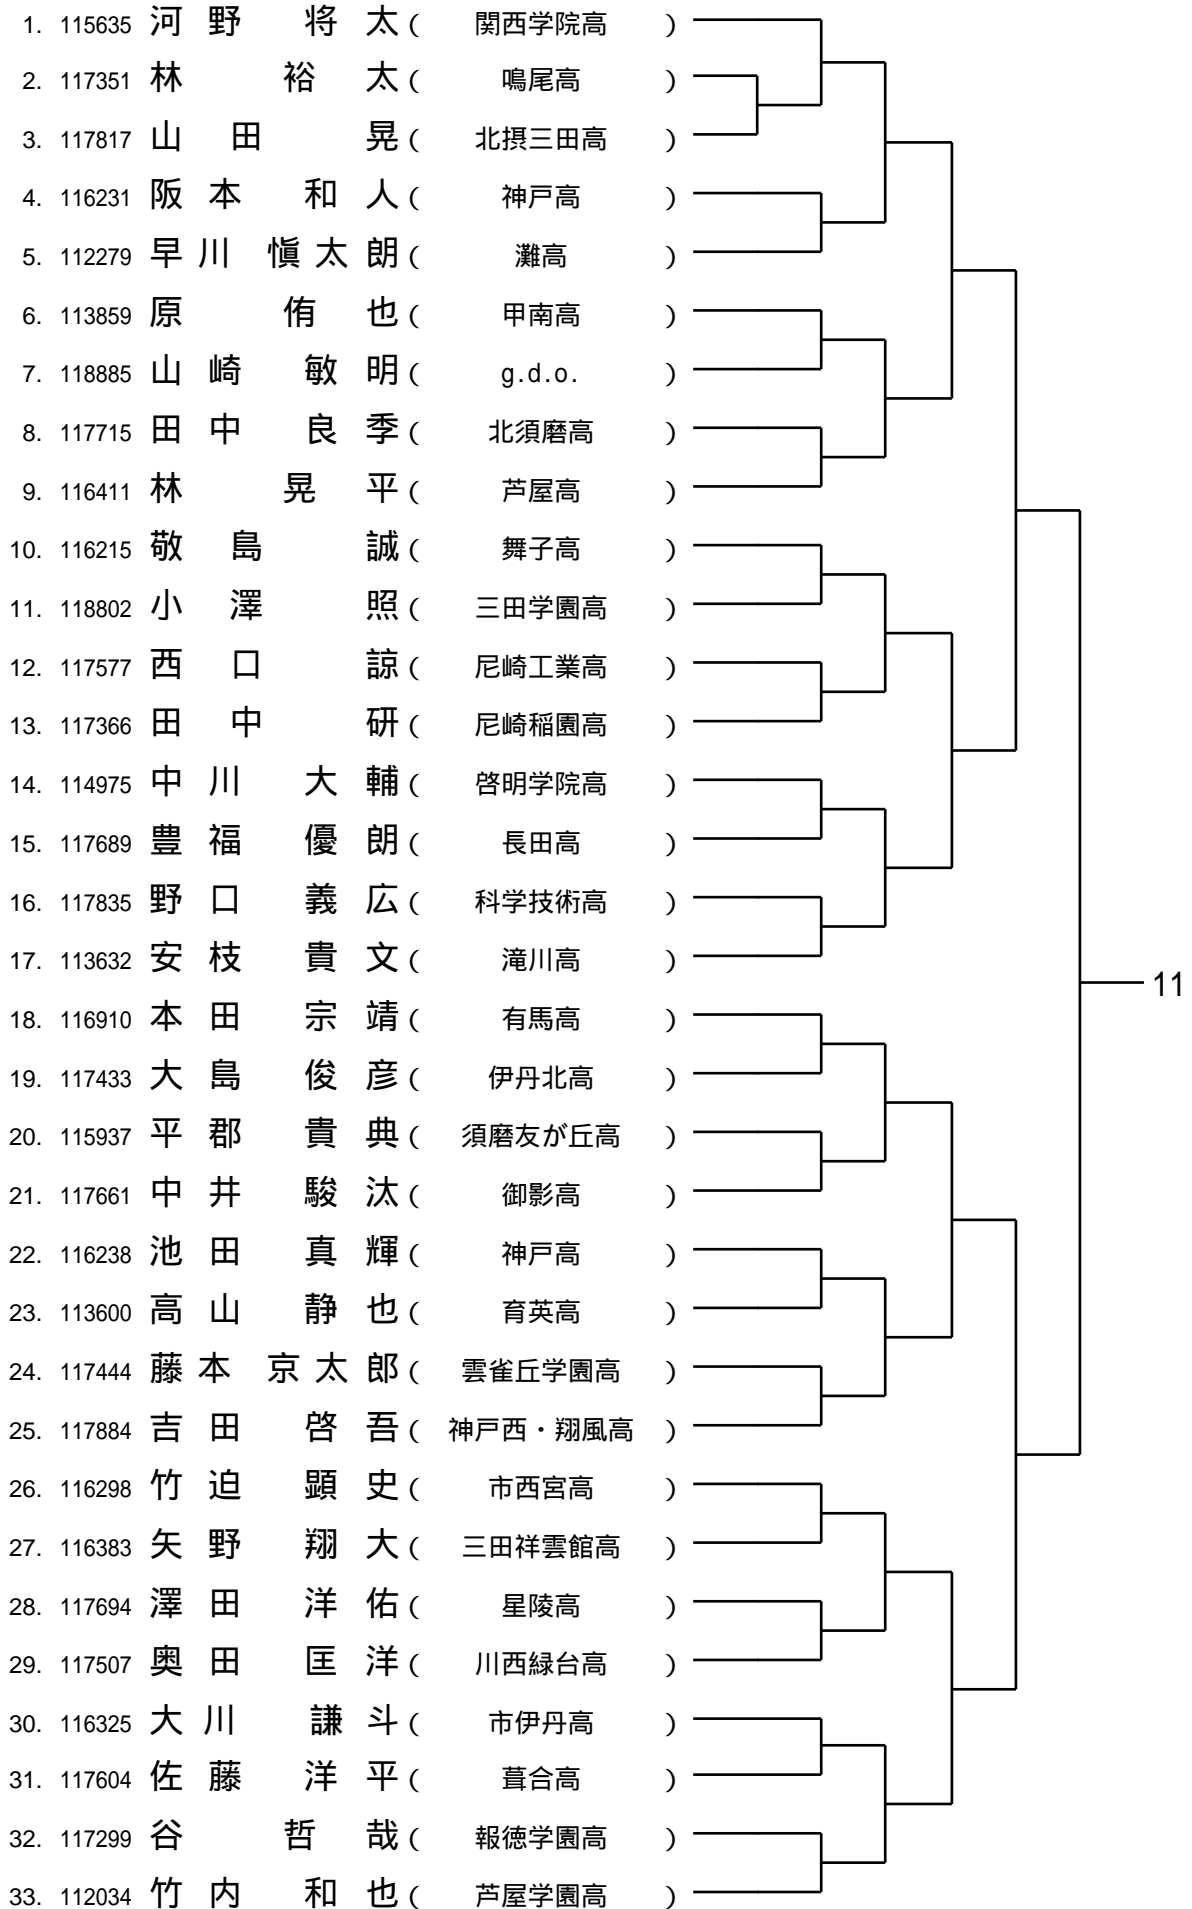 1. 115635 河野 将太 ( 関西学院高 )
2. 117351 林 裕太 ( 鳴尾高 )
3. 117817 山田 晃 ( 北摂三田高 )
4. 116231 阪本 和人 ( 神戸高 )
5. 112279 早川 愼太朗 ( 灘高 )
6. 113859 原 侑也 ( 甲南高 )
7. 118885 山崎 敏明 ( g.d.o. )
8. 117715 田中 良季 ( 北須磨高 )
9. 116411 林 晃平 ( 芦屋高 )
10. 116215 敬島 誠 ( 舞子高 )
11. 118802 小澤 照 ( 三田学園高 )
12. 117577 西口 諒 ( 尼崎工業高 )
13. 117366 田中 研 ( 尼崎稲園高 )
14. 114975 中川 大輔 ( 啓明学院高 )
15. 117689 豊福 優朗 ( 長田高 )
16. 117835 野口 義広 ( 科学技術高 )
17. 113632 安枝 貴文 ( 滝川高 )
11
18. 116910 本田 宗靖 ( 有馬高 )
19. 117433 大島 俊彦 ( 伊丹北高 )
20. 115937 平郡 貴典 ( 須磨友が丘高 )
21. 117661 中井 駿汰 ( 御影高 )
22. 116238 池田 真輝 ( 神戸高 )
23. 113600 高山 静也 ( 育英高 )
24. 117444 藤本 京太郎 ( 雲雀丘学園高 )
25. 117884 吉田 啓吾 ( 神戸西・翔風高 )
26. 116298 竹迫 顕史 ( 市西宮高 )
27. 116383 矢野 翔大 ( 三田祥雲館高 )
28. 117694 澤田 洋佑 ( 星陵高 )
29. 117507 奥田 匡洋 ( 川西緑台高 )
30. 116325 大川 謙斗 ( 市伊丹高 )
31. 117604 佐藤 洋平 ( 葺合高 )
32. 117299 谷 哲哉 ( 報徳学園高 )
33. 112034 竹内 和也 ( 芦屋学園高 )